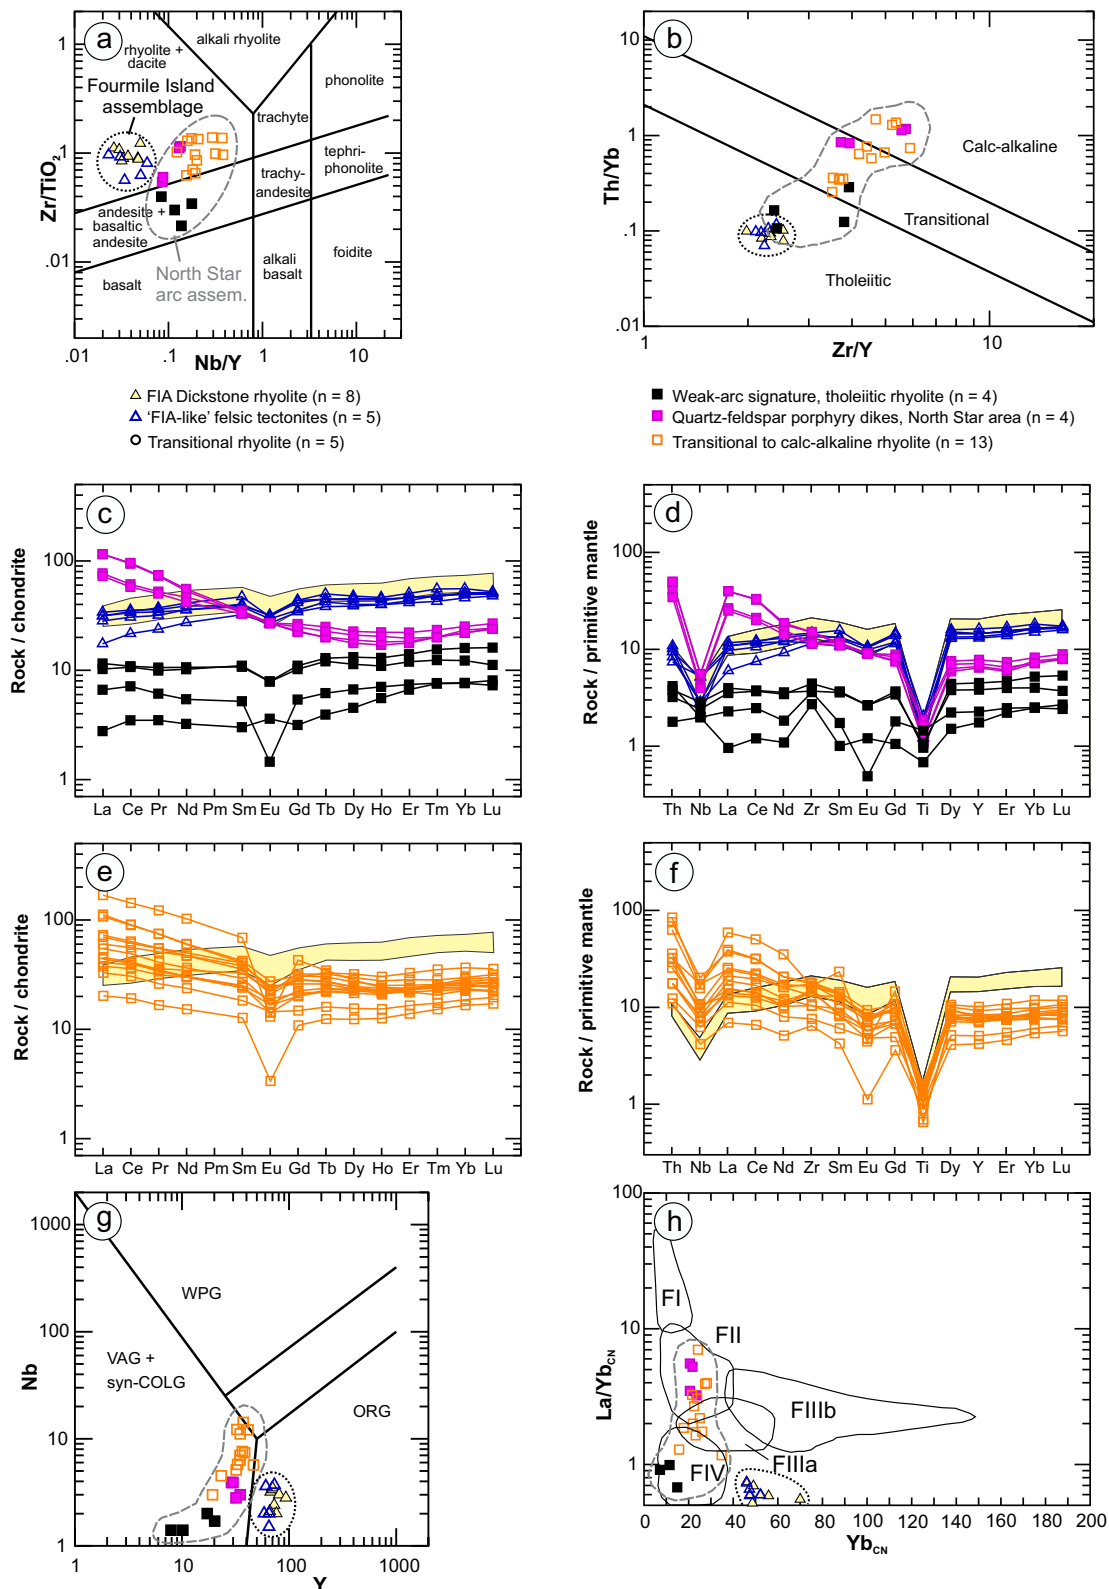 a
1
.1
.01
Zr/TiO2
rhyolite +
dacite
alkali rhyolite
Fourmile Island
assemblage
phonolite
trachyte
tephri-
phonolite
trachy-
andesite
andesite +
basaltic
andesite
North Star
arc assem.
basalt
alkali
basalt
foidite
.01
.1
1
10
Nb/Y
b
10
1
.1
.01
Th/Yb
Calc-alkaline
Transitional
Tholeiitic
1
10
Zr/Y
FIA Dickstone rhyolite (n = 8)
'FIA-like' felsic tectonites (n = 5)
Transitional rhyolite (n = 5)
Weak-arc signature, tholeiitic rhyolite (n = 4)
Quartz-feldspar porphyry dikes, North Star area (n = 4)
Transitional to calc-alkaline rhyolite (n = 13)
c
100
10
1
Rock / chondrite
La Ce Pr Nd Pm Sm Eu Gd Tb Dy Ho Er Tm Yb Lu
d
100
10
1
Rock / primitive mantle
Th Nb La Ce Nd Zr Sm Eu Gd Ti Dy Y Er Yb Lu
e
100
10
1
Rock / chondrite
La Ce Pr Nd Pm Sm Eu Gd Tb Dy Ho Er Tm Yb Lu
f
100
10
1
Rock / primitive mantle
Th Nb La Ce Nd Zr Sm Eu Gd Ti Dy Y Er Yb Lu
g
1000
100
10
1
Nb
WPG
VAG +
syn-COLG
ORG
1
10
100
1000
Y
h
100
10
1
La/YbCN
FI
FII
FIIIb
FIIIa
FIV
0 20 40 60 80 100 120 140 160 180 200
YbCN